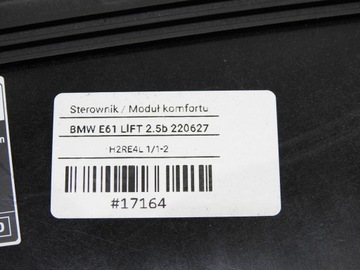 Sterownik / Moduł komfortu
BMW E61 LIFT 2.5b 220627
H2RE4L 1/1-2
#17164